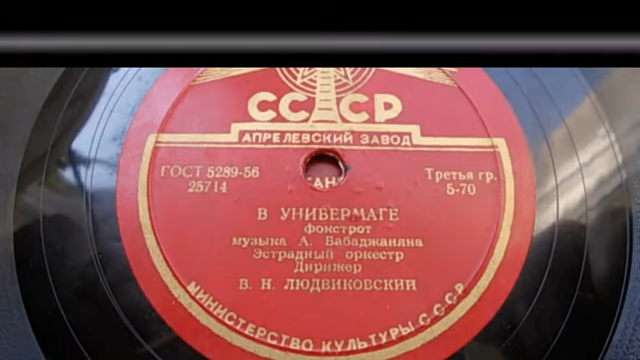 СССР
АПРЕЛЕВСКИЙ ЗАВОД
ГОСТ 5289-56
25714
Третья гр.
5-70
В УНИВЕРМАГЕ
фокстрот
музыка А. Бабаджаняна
Эстрадный оркестр
Дирижер
В. Н. ЛЮДВИКОВСКИЙ
МИНИСТЕРСТВО КУЛЬТУРЫ СССР